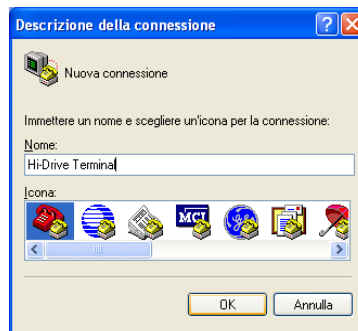 Descrizione della connessione
Nuova connessione
Immettere un nome e scegliere un'icona per la connessione:
Nome:
Hi-Drive Terminal
Icona:
MCI
OK
Annulla